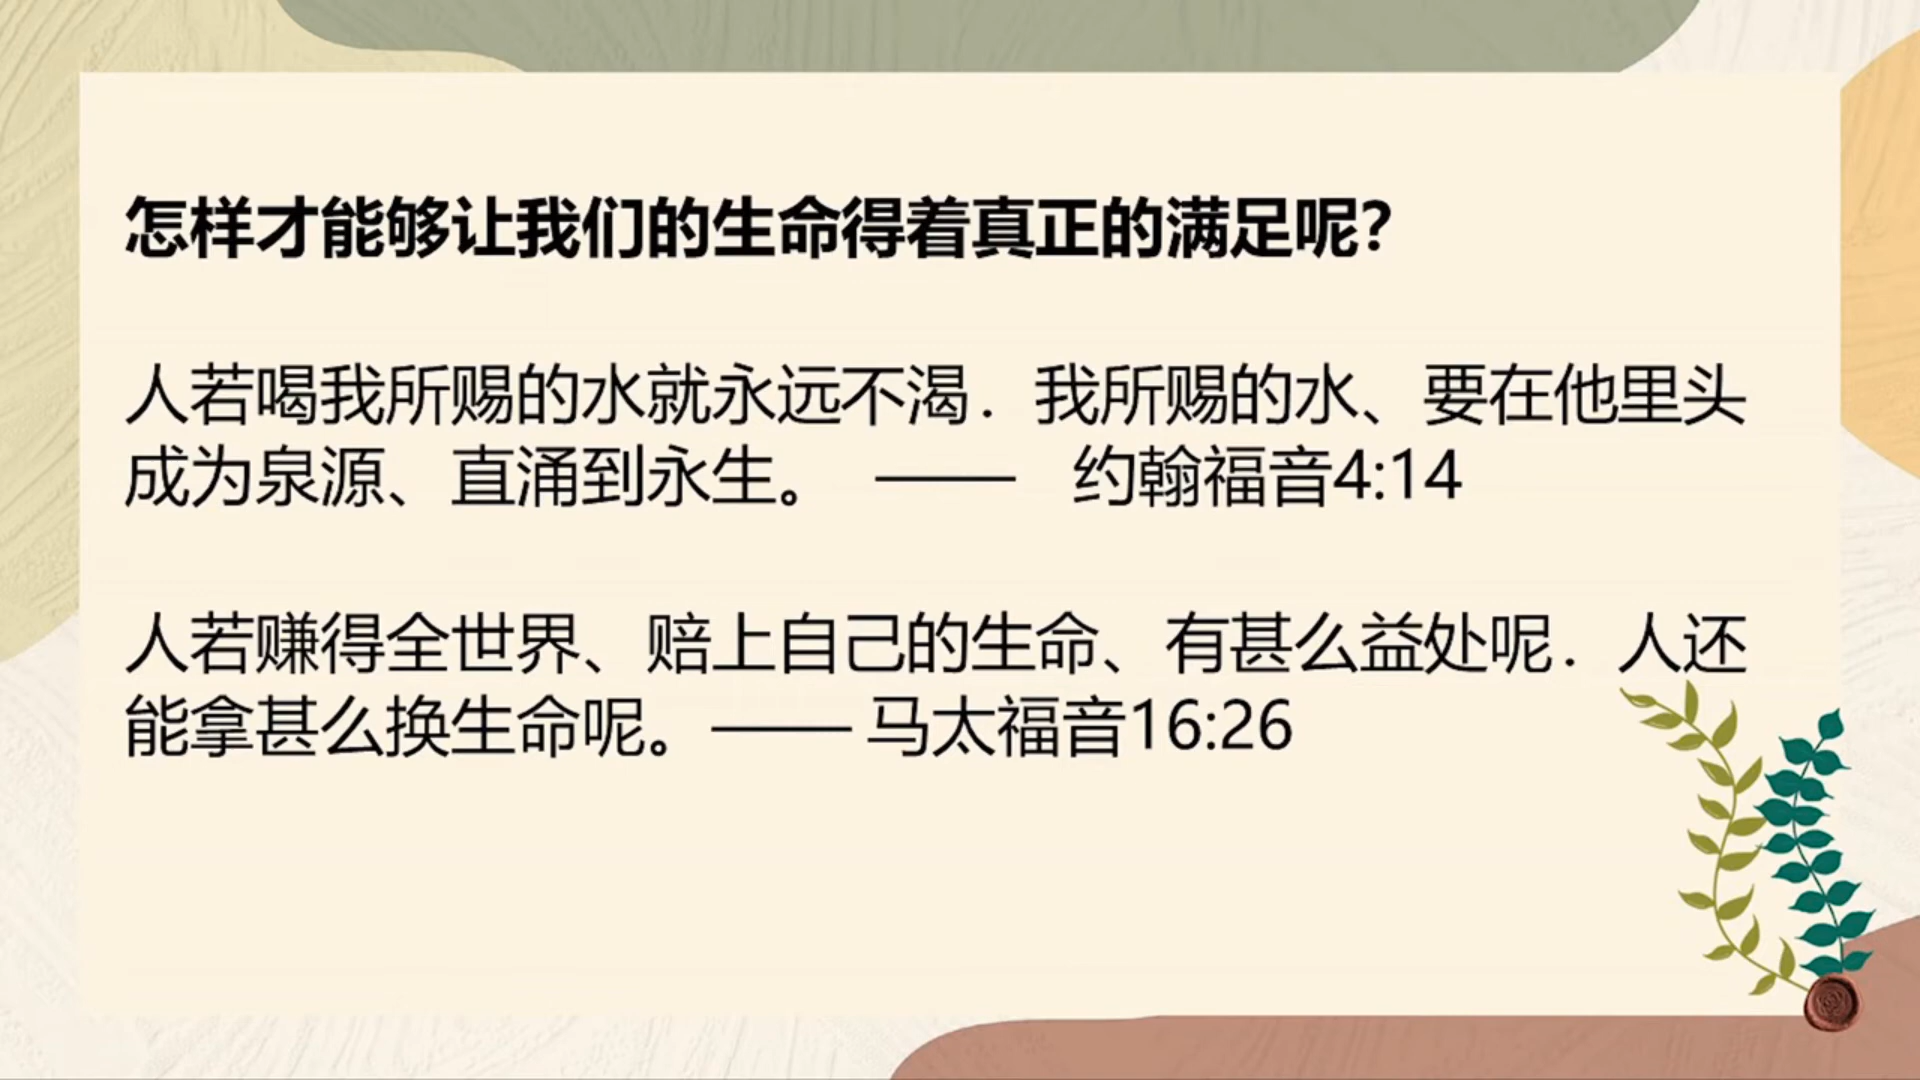 怎样才能够让我们的生命得着真正的满足呢?
人若喝我所赐的水就永远不渴．我所赐的水、要在他里头
成为泉源、直涌到永生。 —— 约翰福音4:14
人若赚得全世界、赔上自己的生命、有甚么益处呢．人还
能拿甚么换生命呢。—— 马太福音16:26